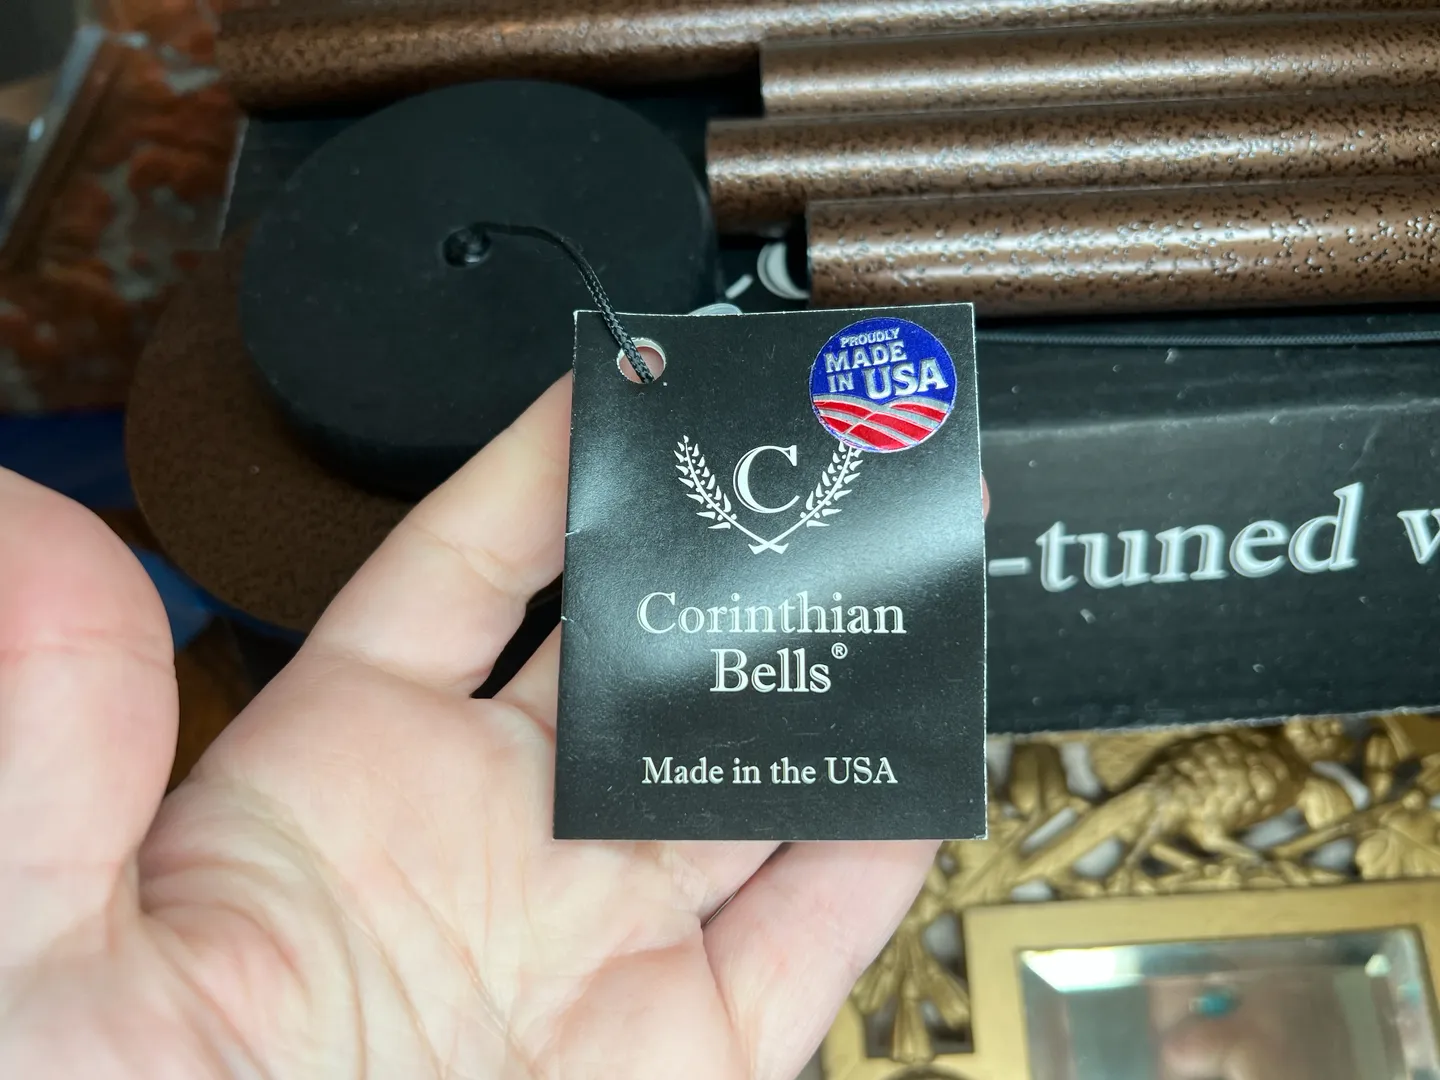 PROUDLY
MADE
IN USA
C
Corinthian
Bells®
Made in the USA
-tuned